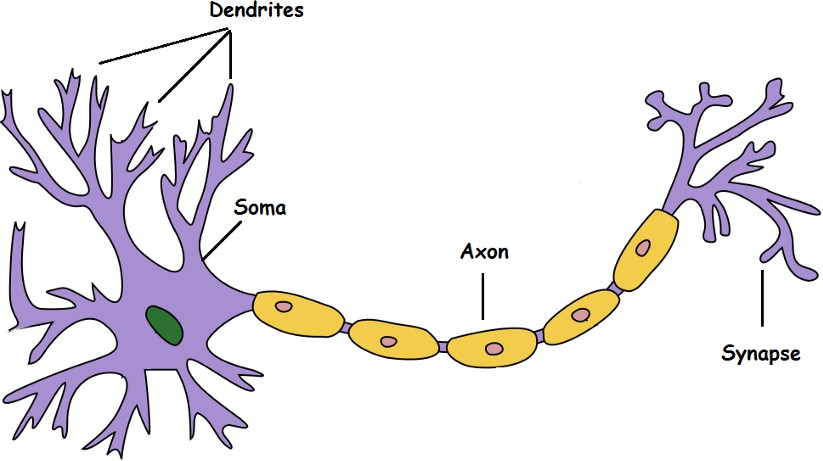 Dendrites
Soma
Axon
Synapse